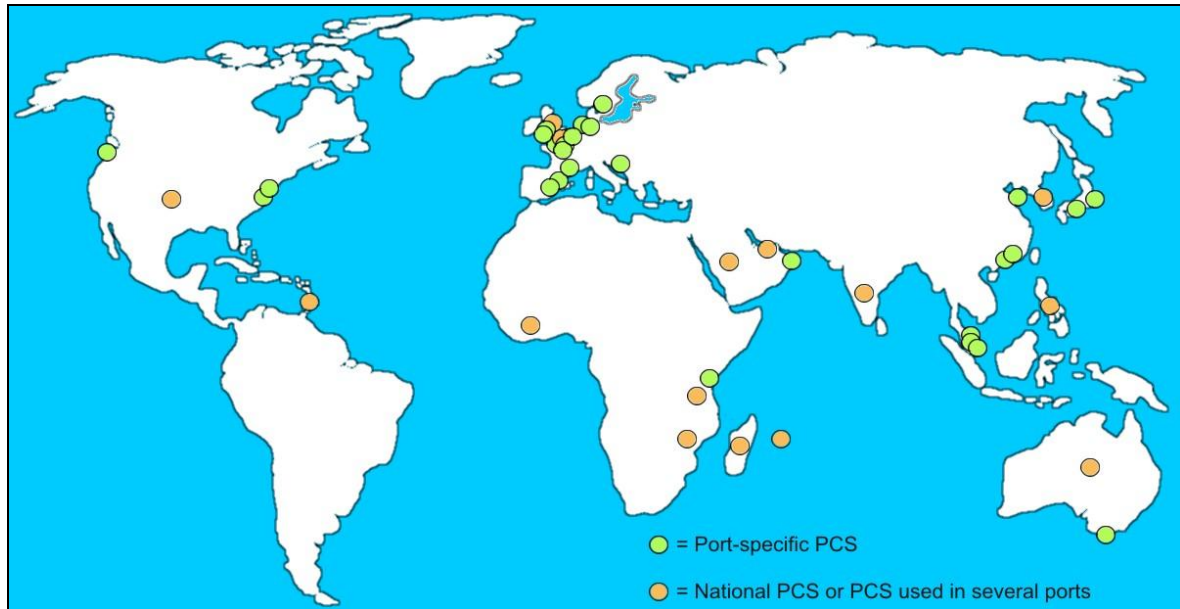 = Port-specific PCS
= National PCS or PCS used in several ports